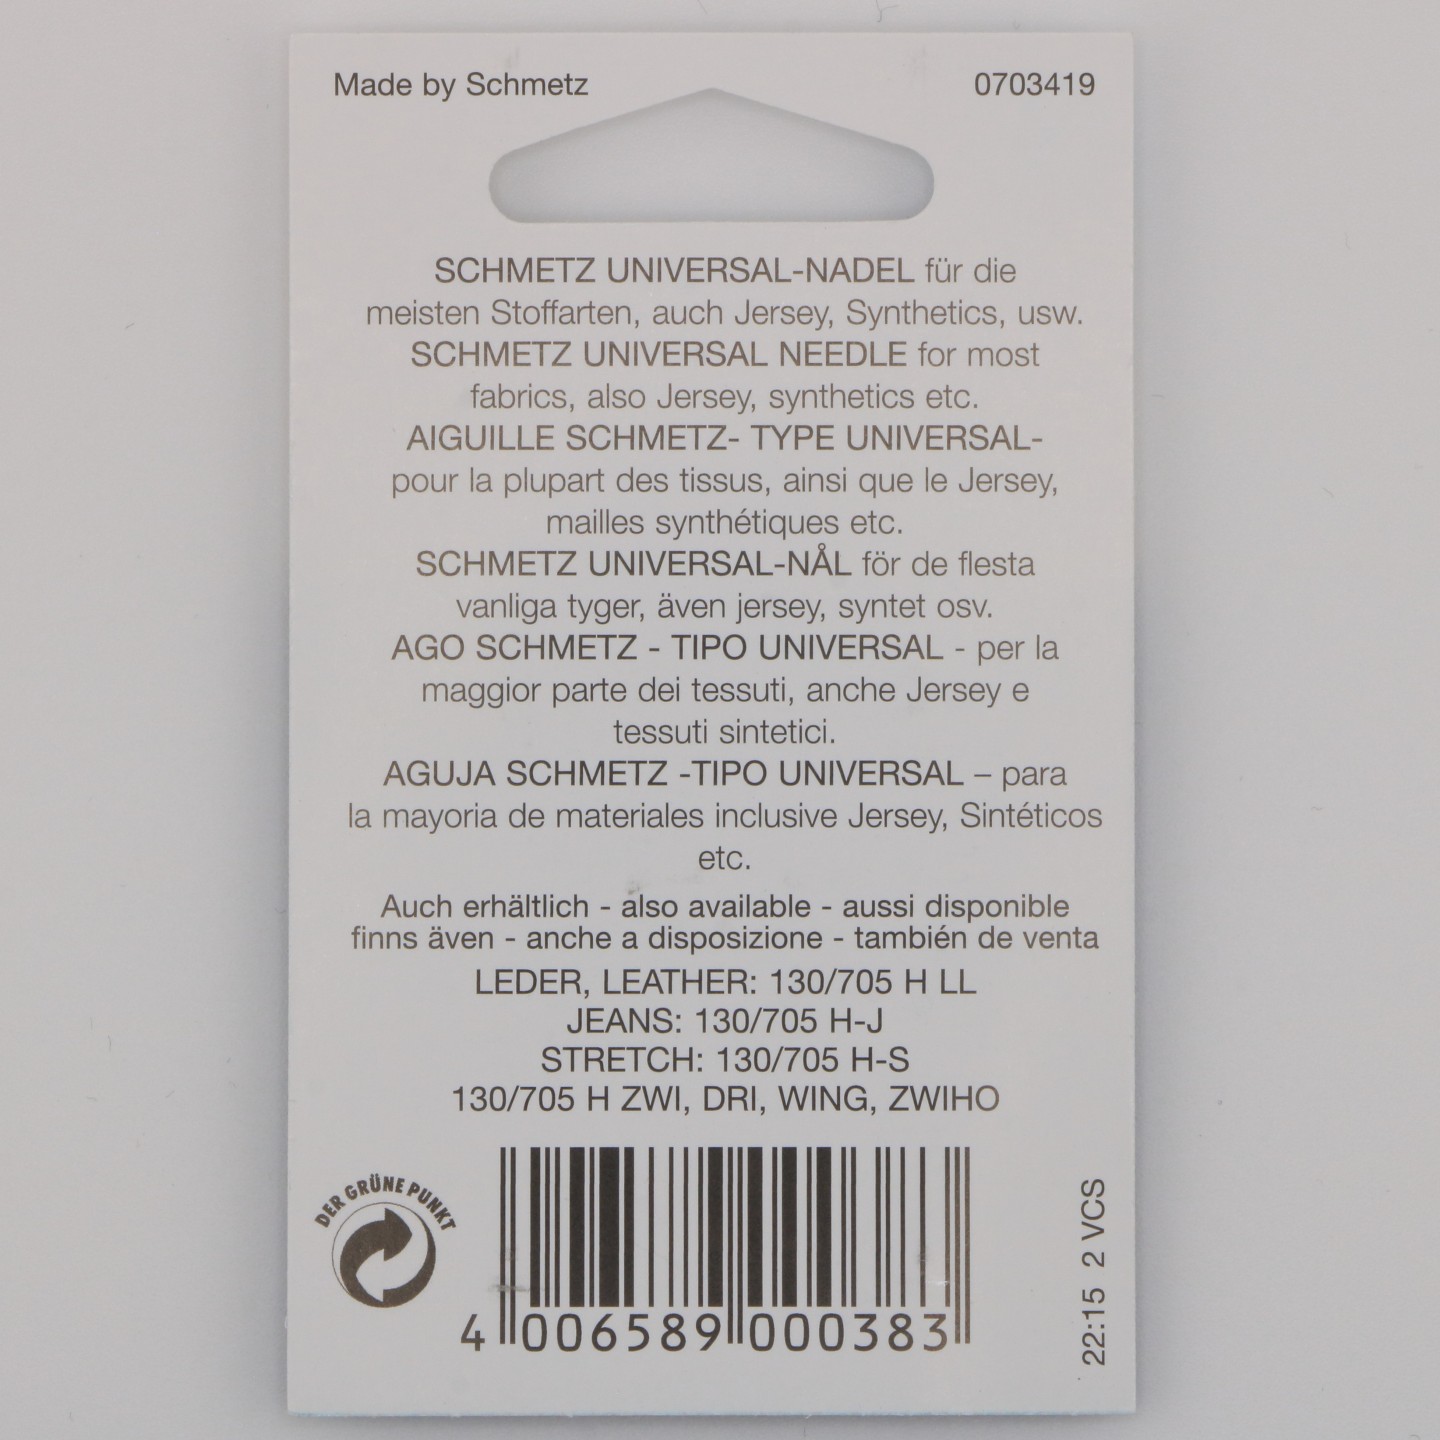 Made by Schmetz
0703419
SCHMETZ UNIVERSAL-NADEL für die
meisten Stoffarten, auch Jersey, Synthetics, usw.
SCHMETZ UNIVERSAL NEEDLE for most
fabrics, also Jersey, synthetics etc.
AIGUILLE SCHMETZ- TYPE UNIVERSAL-
pour la plupart des tissus, ainsi que le Jersey,
mailles synthétiques etc.
SCHMETZ UNIVERSAL-NÅL för de flesta
vanliga tyger, även jersey, syntet osv.
AGO SCHMETZ - TIPO UNIVERSAL - per la
maggior parte dei tessuti, anche Jersey e
tessuti sintetici.
AGUJA SCHMETZ -TIPO UNIVERSAL – para
la mayoria de materiales inclusive Jersey, Sintéticos
etc.
Auch erhältlich - also available - aussi disponible
finns även - anche a disposizione - también de venta
LEDER, LEATHER: 130/705 H LL
JEANS: 130/705 H-J
STRETCH: 130/705 H-S
130/705 H ZWI, DRI, WING, ZWIHO
DER GRÜNE PUNKT
4 006589 000383
22:15 2 VCS